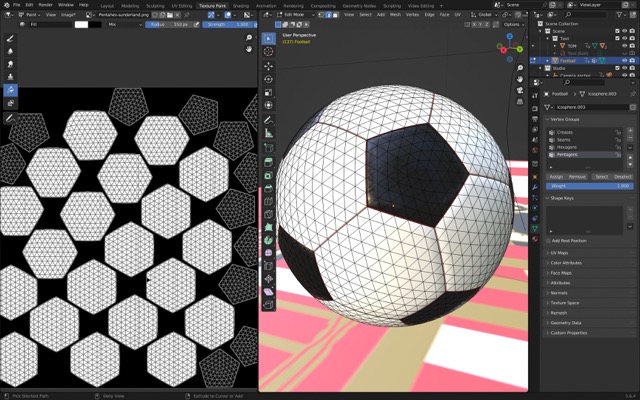 File Edit Render Window Help Layout Modeling Sculpting UV Editing Texture Paint Shading Animation Rendering Compositing Geometry Nodes Scripting Video Editing
Scene
ViewLayer
View Image*
Edit Mode View Select Add Mesh Vertex Edge Face UV
Global
Fill Mix Radius Strength 1.000
Options
User Perspective
(137) Football
Scene Collection
Scene
Text
Football
Studio
Football Icosphere.003
Icosphere.003
Vertex Groups
Creases
Seams
Hexagons
Pentagons
Assign Remove Select Deselect
Weight 1.000
Shape Keys
Add Rest Position
UV Maps
Color Attributes
Face Maps
Attributes
Normals
Texture Space
Remesh
Geometry Data
Custom Properties
Pick Shortest Path
Dolly View
Extrude to Cursor or Add